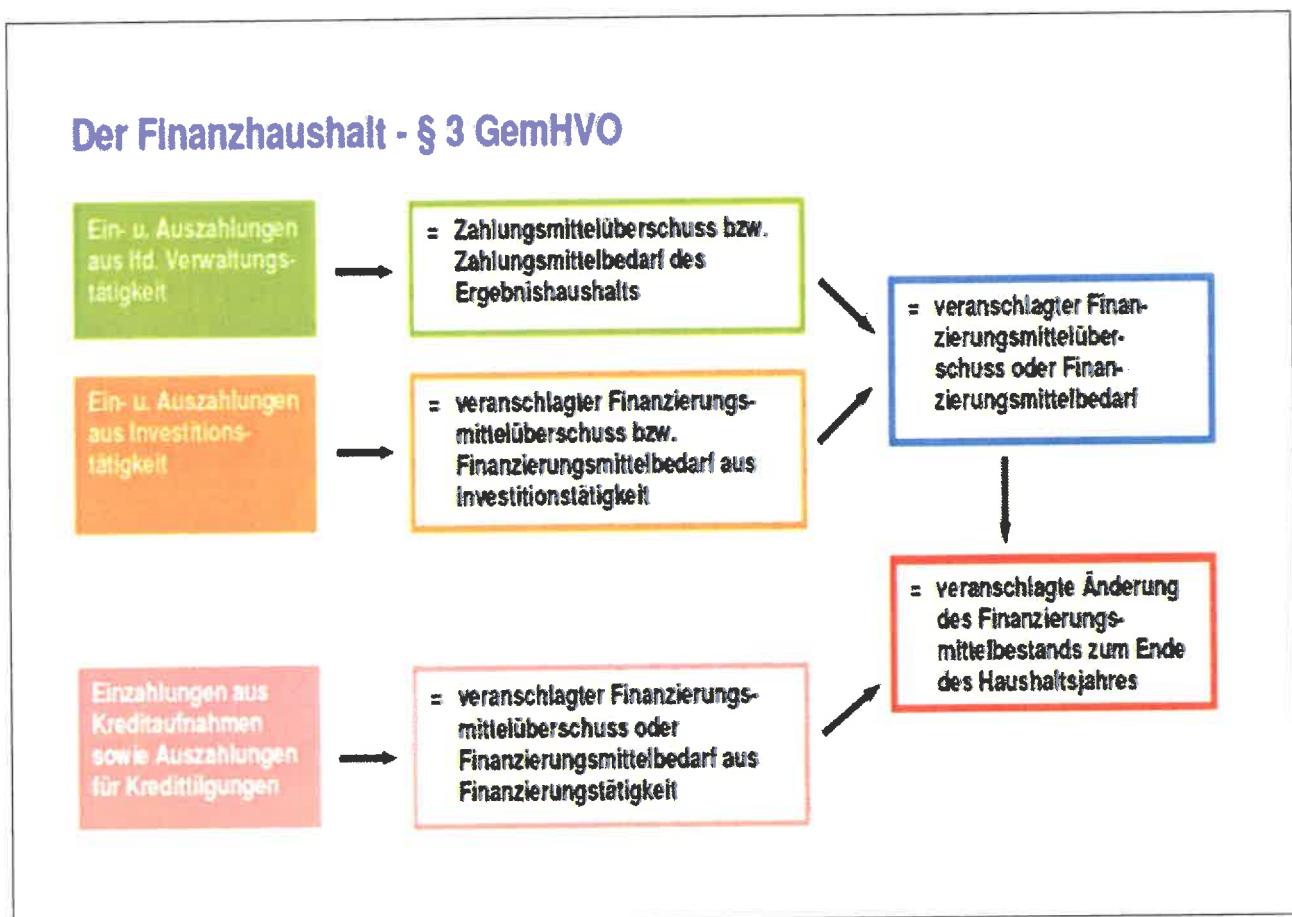 Der Finanzhaushalt - § 3 GemHVO
Ein- u. Auszahlungen
aus lfd. Verwaltungs-
tätigkeit
= Zahlungsmittelüberschuss bzw.
Zahlungsmittelbedarf des
Ergebnishaushalts
= veranschlagter Finan-
zierungsmittelüber-
schuss oder Finan-
zierungsmittelbedarf
Ein- u. Auszahlungen
aus Investitions-
tätigkeit
= veranschlagter Finanzierungs-
mittelüberschuss bzw.
Finanzierungsmittelbedarf aus
Investitionstätigkeit
= veranschlagte Änderung
des Finanzierungs-
mittelbestands zum Ende
des Haushaltsjahres
Einzahlungen aus
Kreditaufnahmen
sowie Auszahlungen
für Kredittilgungen
= veranschlagter Finanzierungs-
mittelüberschuss oder
Finanzierungsmittelbedarf aus
Finanzierungstätigkeit